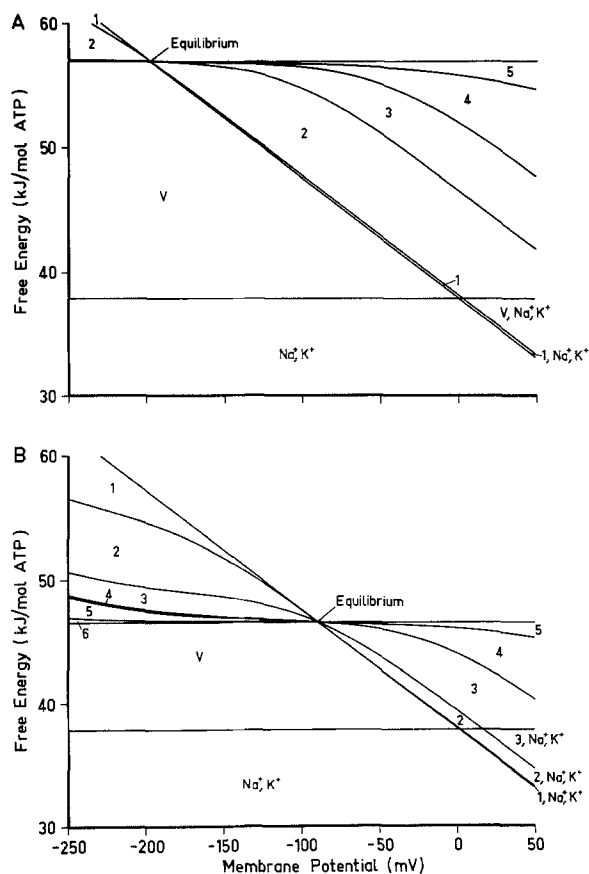 A
60
1
2
Equilibrium
5
4
3
2
50
V
1
40
V, Na⁺, K⁺
Na⁺, K⁺
1, Na⁺, K⁺
30
Free Energy (kJ/mol ATP)
B
60
1
2
3
4
5
6
Equilibrium
50
5
4
3
V
2
40
3, Na⁺, K⁺
2, Na⁺, K⁺
1, Na⁺, K⁺
Na⁺, K⁺
30
Free Energy (kJ/mol ATP)
-250 -200 -150 -100 -50 0 50
Membrane Potential (mV)